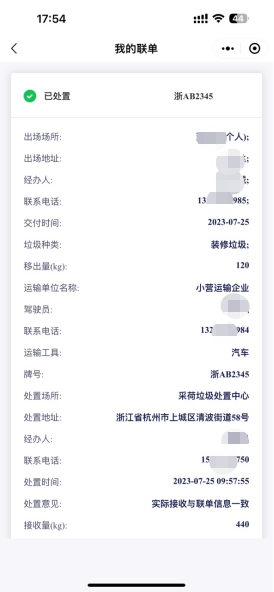 17:54
44
我的联单
已处置 浙AB2345
出场场所: 个人);
出场地址:
经办人:
联系电话: 13 985;
交付时间: 2023-07-25
垃圾种类: 装修垃圾;
移出量(kg): 120
运输单位名称: 小营运输企业
驾驶员:
联系电话: 132 984
运输工具: 汽车
牌号: 浙AB2345
处置场所: 采荷垃圾处置中心
处置地址: 浙江省杭州市上城区清波街道58号
经办人:
联系电话: 15 750
处置时间: 2023-07-25 09:57:55
处置意见: 实际接收与联单信息一致
接收量(kg): 440